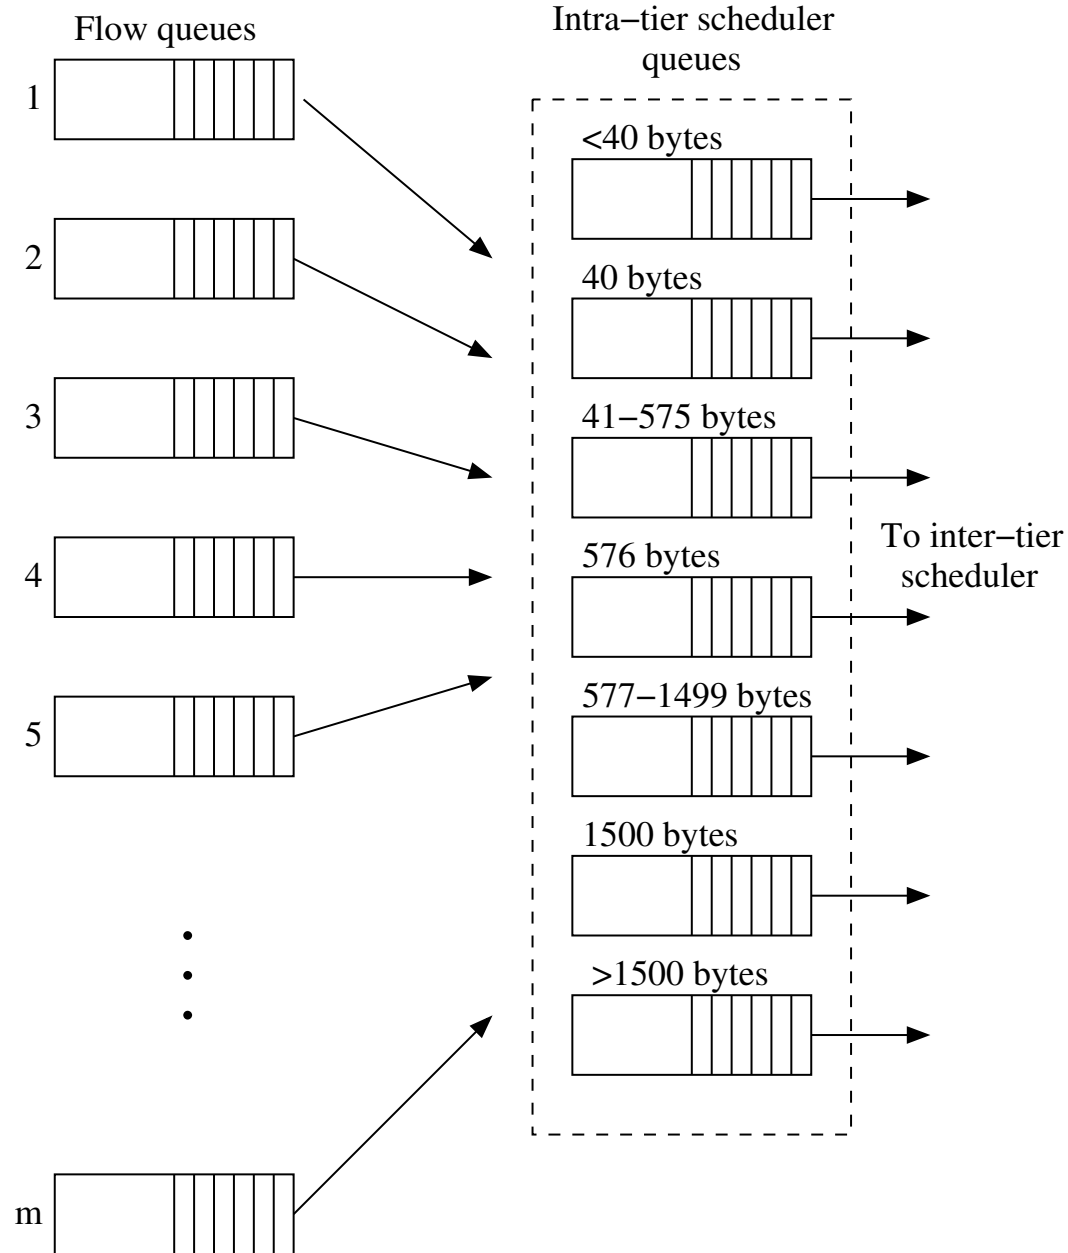 Flow queues
1
2
3
4
5
m
Intra−tier scheduler
queues
<40 bytes
40 bytes
41−575 bytes
576 bytes
577−1499 bytes
1500 bytes
>1500 bytes
To inter−tier
scheduler